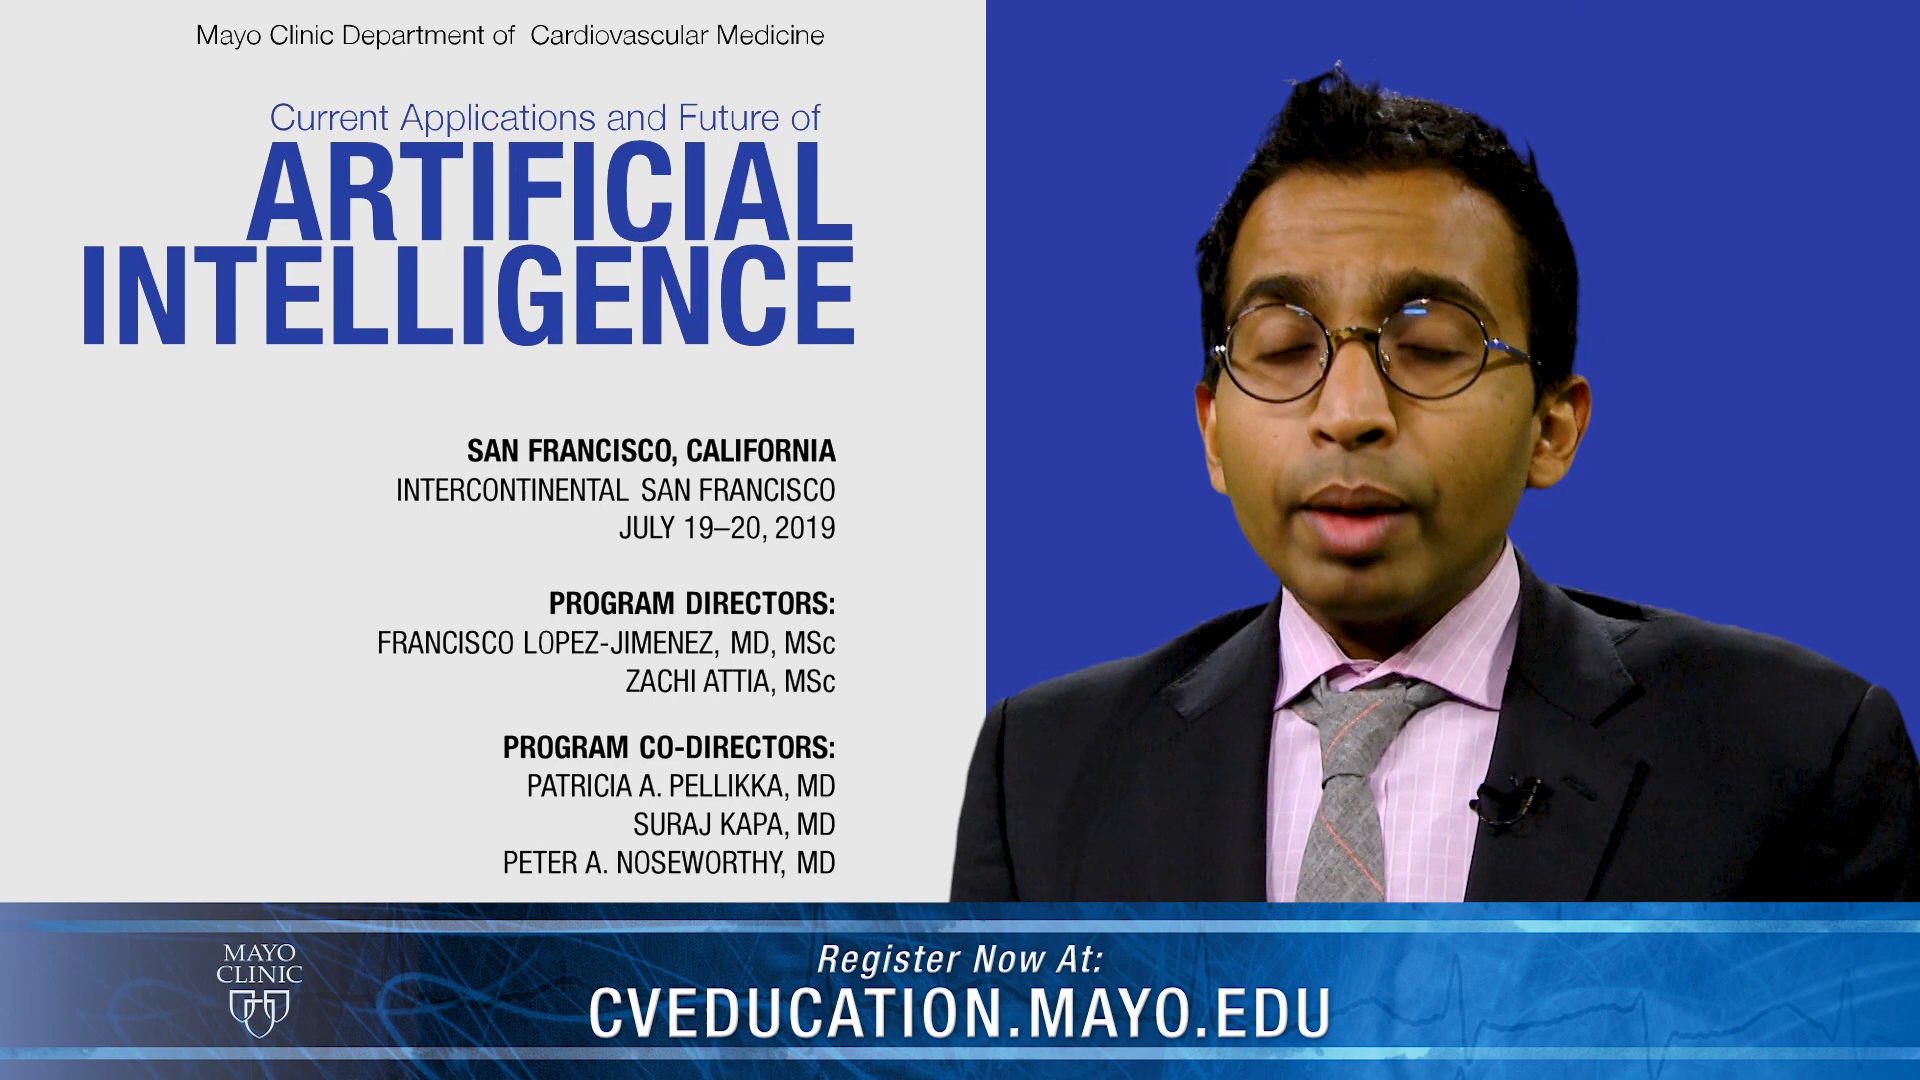 Mayo Clinic Department of Cardiovascular Medicine
Current Applications and Future of
ARTIFICIAL
INTELLIGENCE
SAN FRANCISCO, CALIFORNIA
INTERCONTINENTAL SAN FRANCISCO
JULY 19–20, 2019
PROGRAM DIRECTORS:
FRANCISCO LOPEZ-JIMENEZ, MD, MSc
ZACHI ATTIA, MSc
PROGRAM CO-DIRECTORS:
PATRICIA A. PELLIKKA, MD
SURAJ KAPA, MD
PETER A. NOSEWORTHY, MD
MAYO
CLINIC
Register Now At:
CVEDUCATION.MAYO.EDU